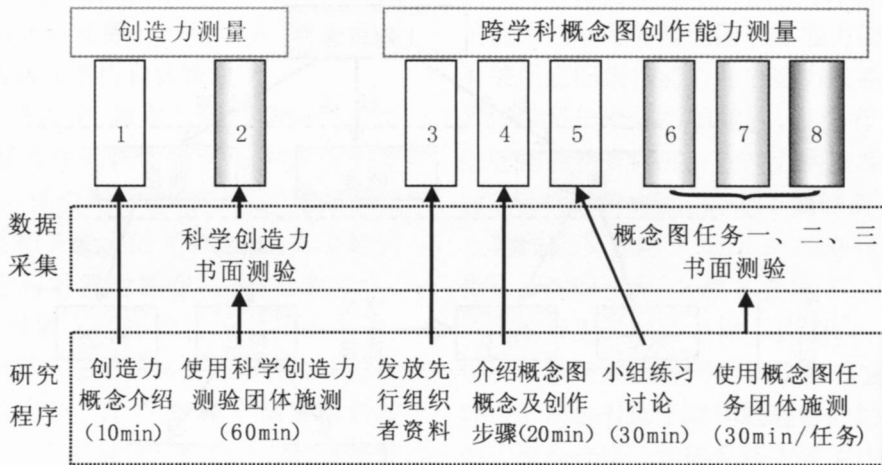 创造力测量
跨学科概念图创作能力测量
1 2 3 4 5 6 7 8
数据
采集
科学创造力
书面测验
概念图任务一、二、三
书面测验
研究
程序
创造力
概念介绍
(10min)
使用科学创造力
测验团体施测
(60min)
发放先
行组织
者资料
介绍概念图
概念及创作
步骤(20min)
小组练习
讨论
(30min)
使用概念图任
务团体施测
(30min/任务)